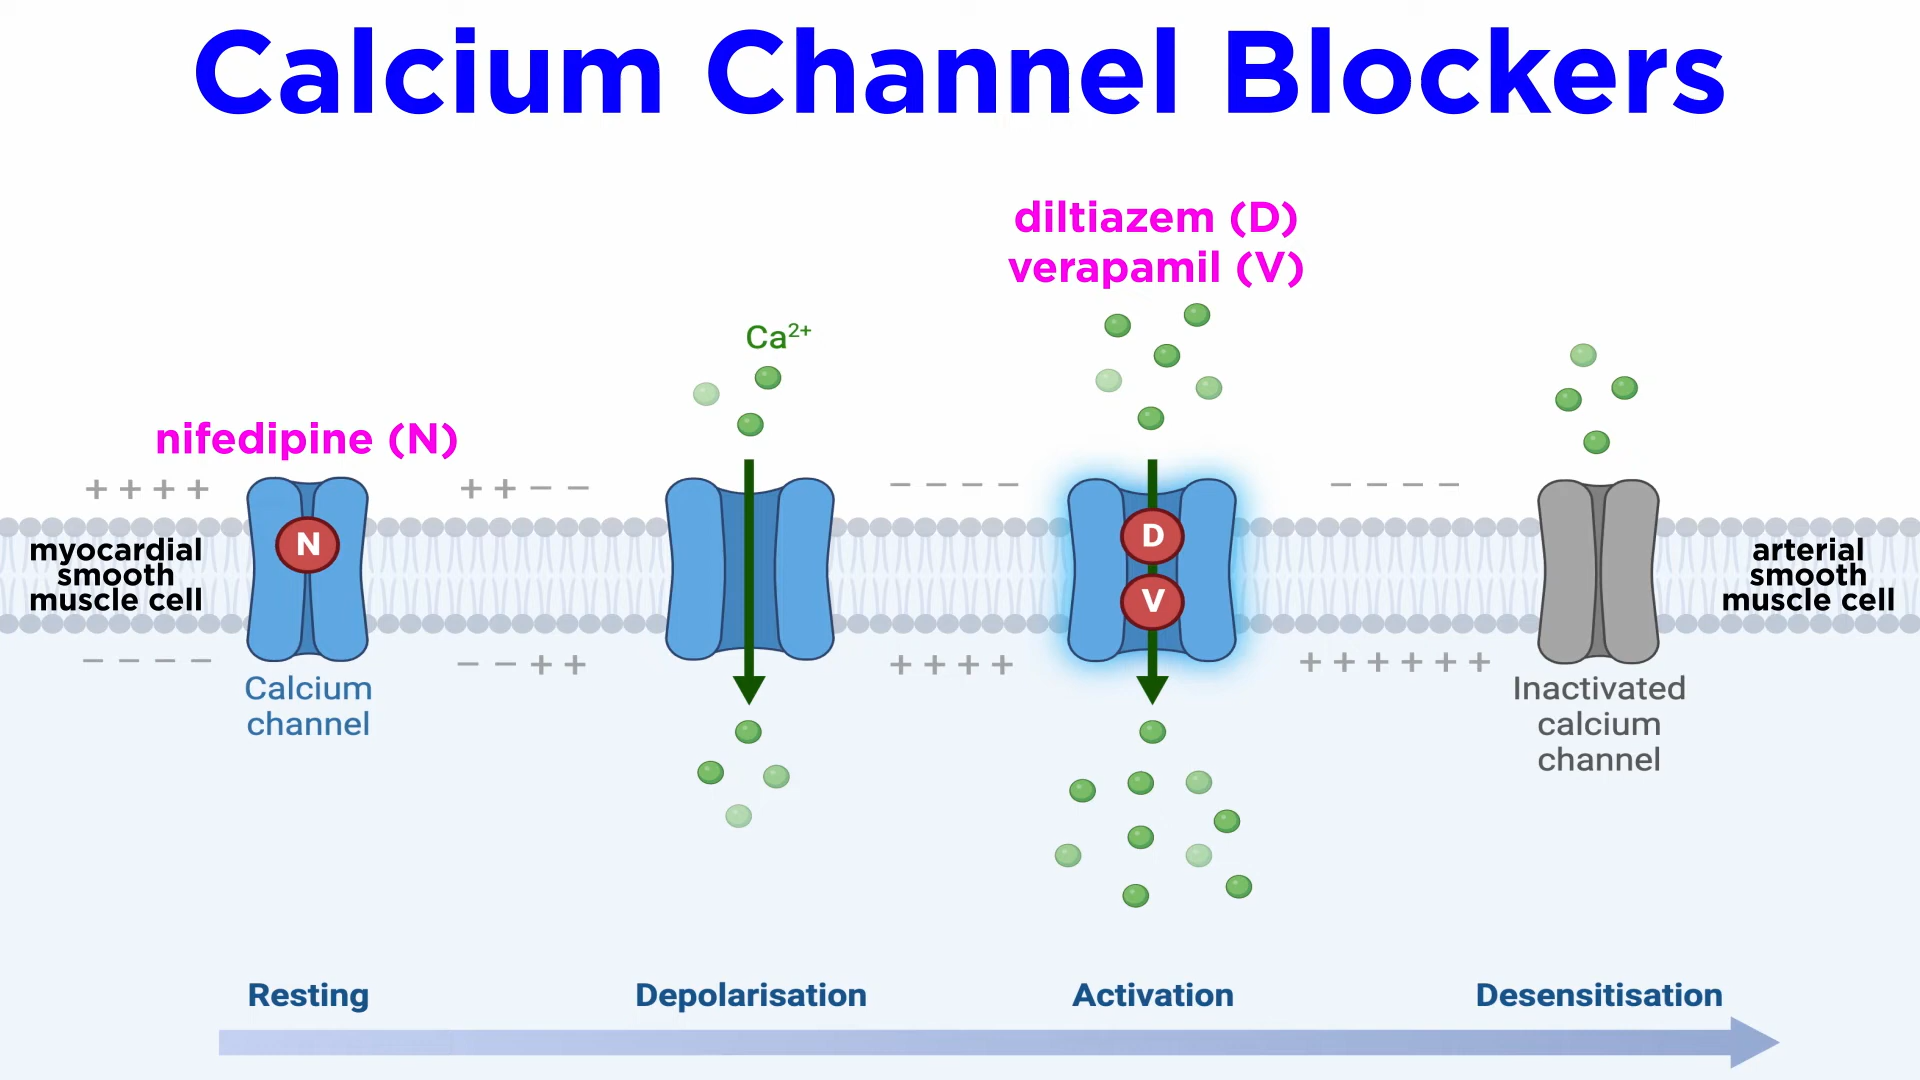 Calcium Channel Blockers
diltiazem (D)
verapamil (V)
Ca²⁺
nifedipine (N)
+ + + +
+ + − −
− − − −
− − − −
myocardial
smooth
muscle cell
N
D
V
arterial
smooth
muscle cell
− − − −
− − + +
+ + + +
+ + + + + +
Calcium
channel
Inactivated
calcium
channel
Resting
Depolarisation
Activation
Desensitisation